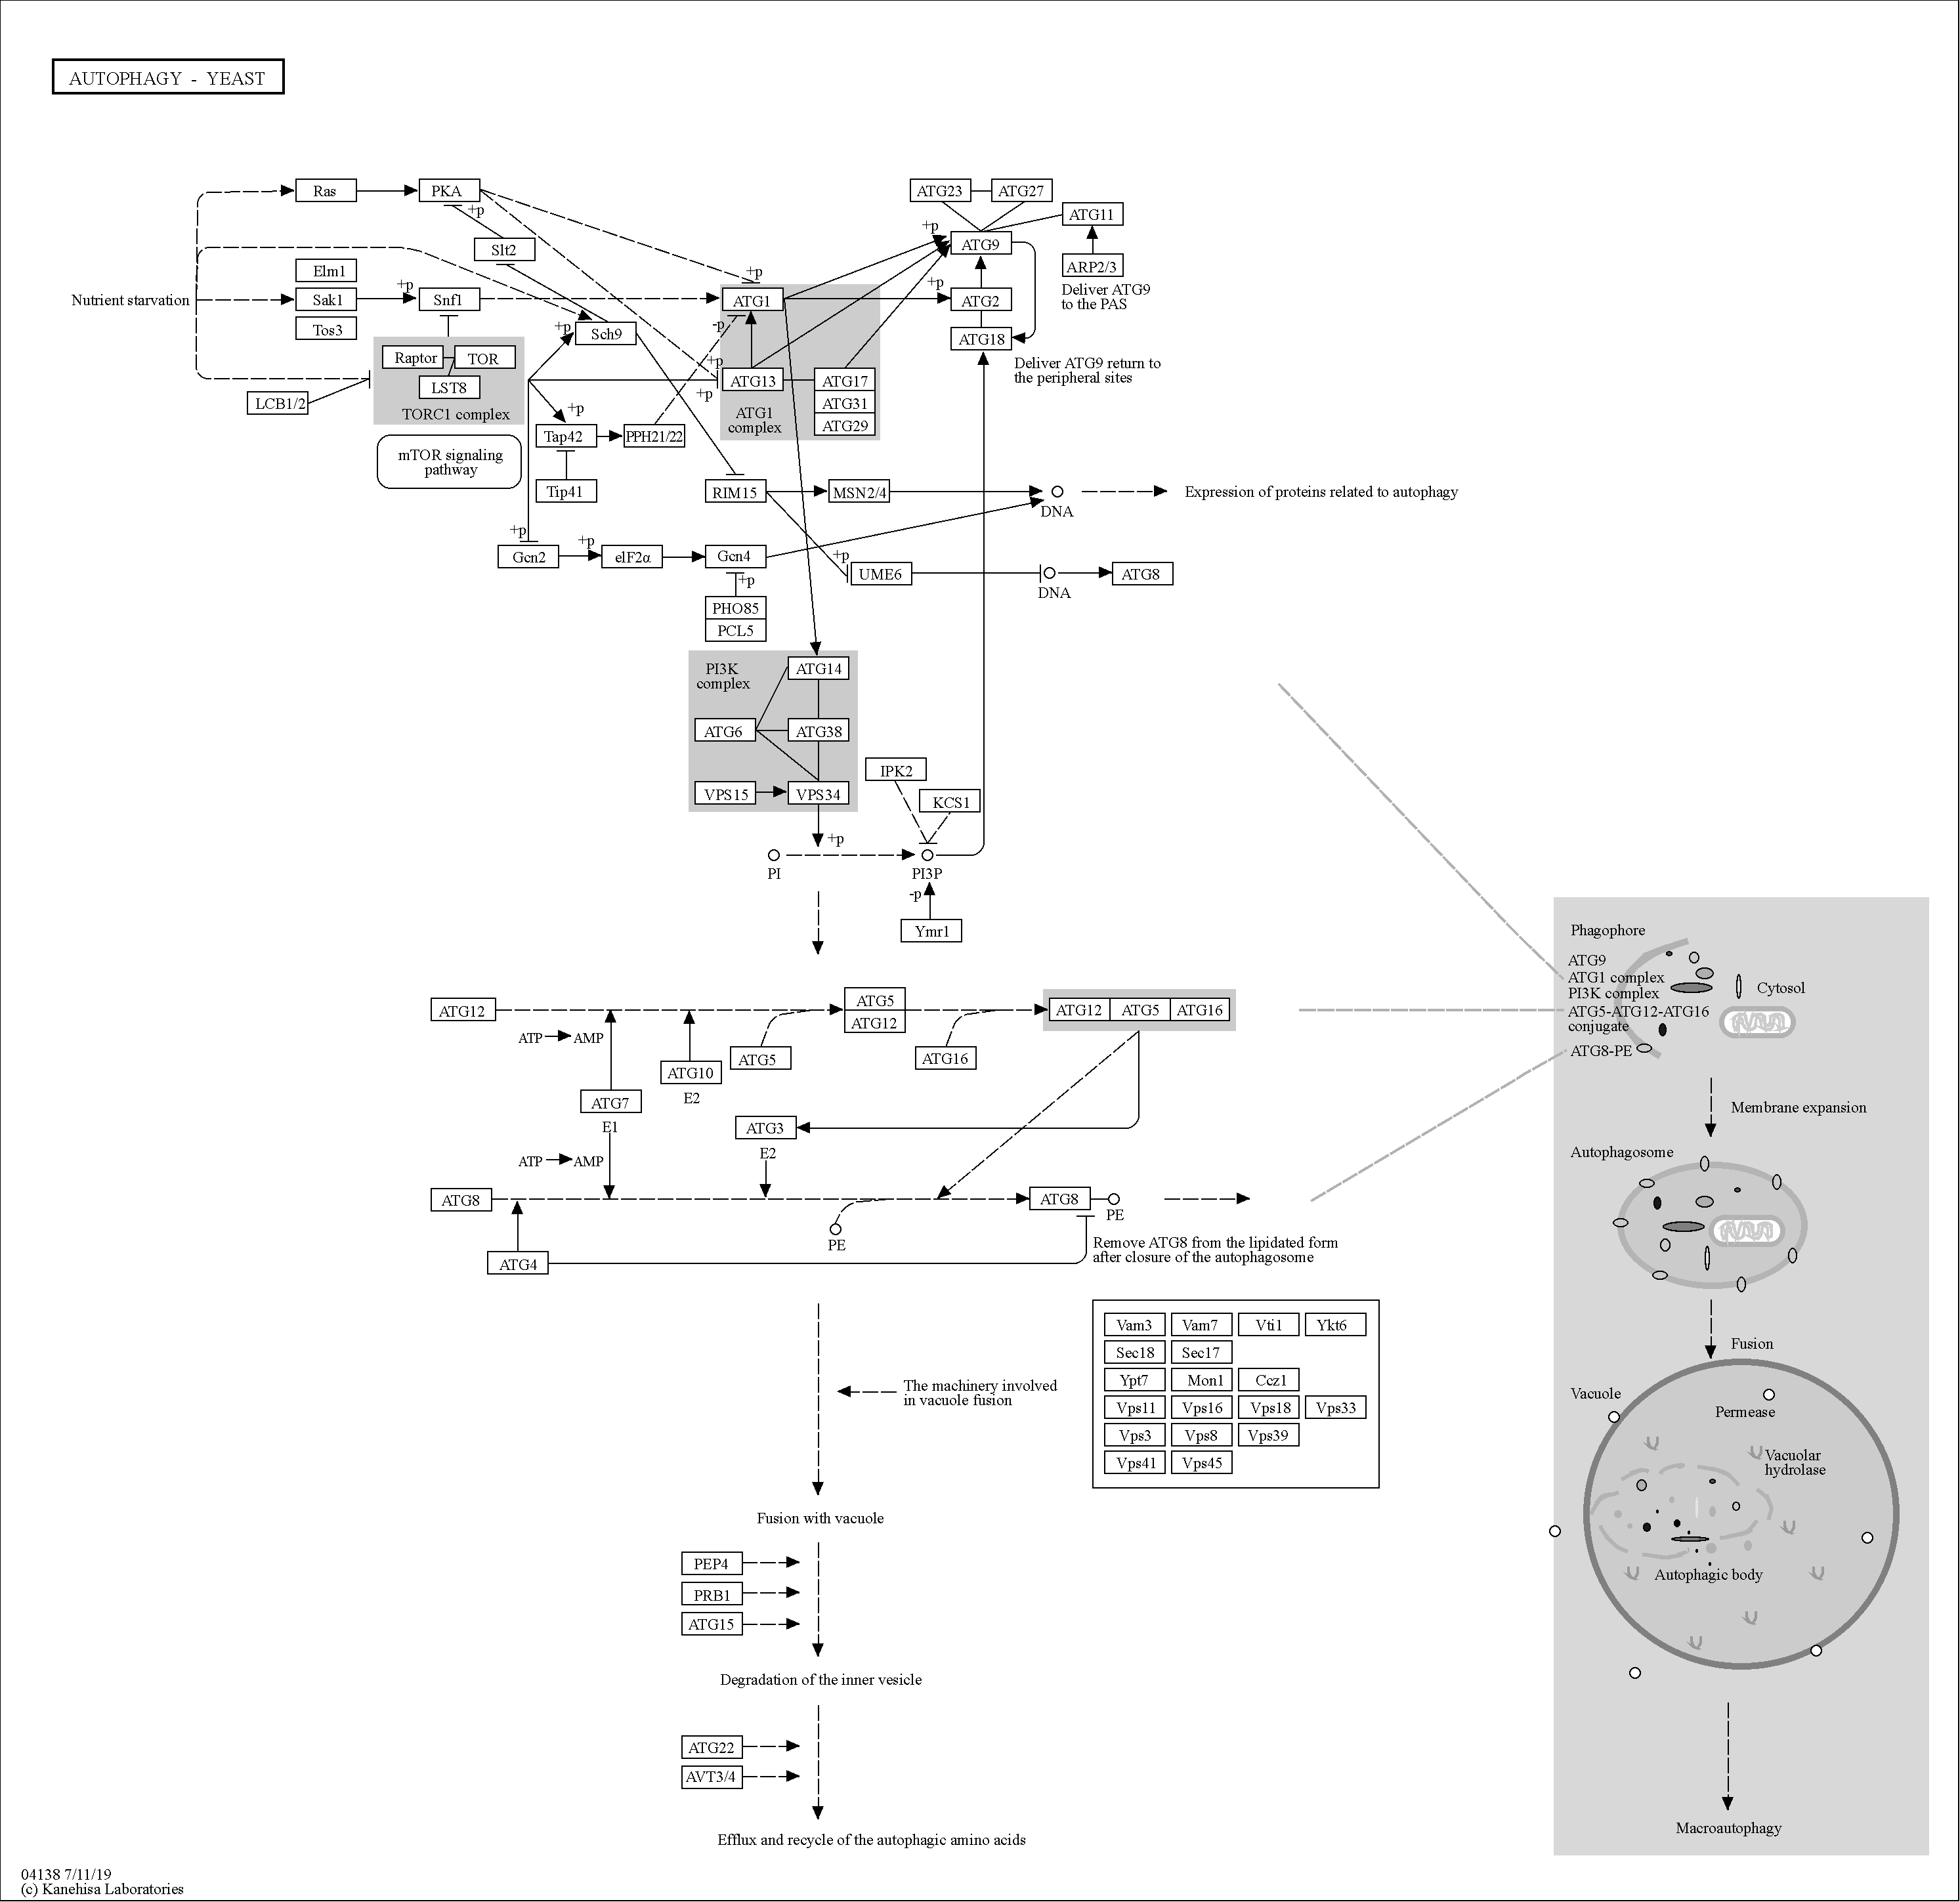 AUTOPHAGY - YEAST
Ras
PKA
+p
Slt2
ATG23
ATG27
ATG11
+p
ATG9
ARP2/3
Deliver ATG9
to the PAS
Elm1
Nutrient starvation
Sak1
+p
Snf1
Tos3
+p
ATG1
+p
ATG2
-p
+p
Sch9
ATG18
Deliver ATG9 return to
the peripheral sites
Raptor
TOR
LST8
TORC1 complex
LCB1/2
+p
ATG13
+p
ATG17
ATG31
ATG29
ATG1
complex
+p
Tap42
PPH21/22
mTOR signaling
pathway
Tip41
RIM15
MSN2/4
DNA
Expression of proteins related to autophagy
+p
Gcn2
+p
eIF2α
Gcn4
+p
+p
UME6
DNA
ATG8
PHO85
PCL5
PI3K
complex
ATG14
ATG6
ATG38
VPS15
VPS34
IPK2
KCS1
+p
PI
PI3P
-p
Ymr1
ATG12
ATG5
ATG12
ATG12
ATG5
ATG16
ATP
AMP
ATG5
ATG16
ATG10
E2
ATG7
E1
ATG3
E2
ATP
AMP
ATG8
ATG8
PE
PE
ATG4
Remove ATG8 from the lipidated form
after closure of the autophagosome
Vam3
Vam7
Vti1
Ykt6
Sec18
Sec17
Ypt7
Mon1
Ccz1
Vps11
Vps16
Vps18
Vps33
Vps3
Vps8
Vps39
Vps41
Vps45
The machinery involved
in vacuole fusion
Fusion with vacuole
PEP4
PRB1
ATG15
Degradation of the inner vesicle
ATG22
AVT3/4
Efflux and recycle of the autophagic amino acids
Phagophore
ATG9
ATG1 complex
PI3K complex
ATG5-ATG12-ATG16
conjugate
ATG8-PE
Cytosol
Membrane expansion
Autophagosome
Fusion
Vacuole
Permease
Vacuolar
hydrolase
Autophagic body
Macroautophagy
04138 7/11/19
(c) Kanehisa Laboratories